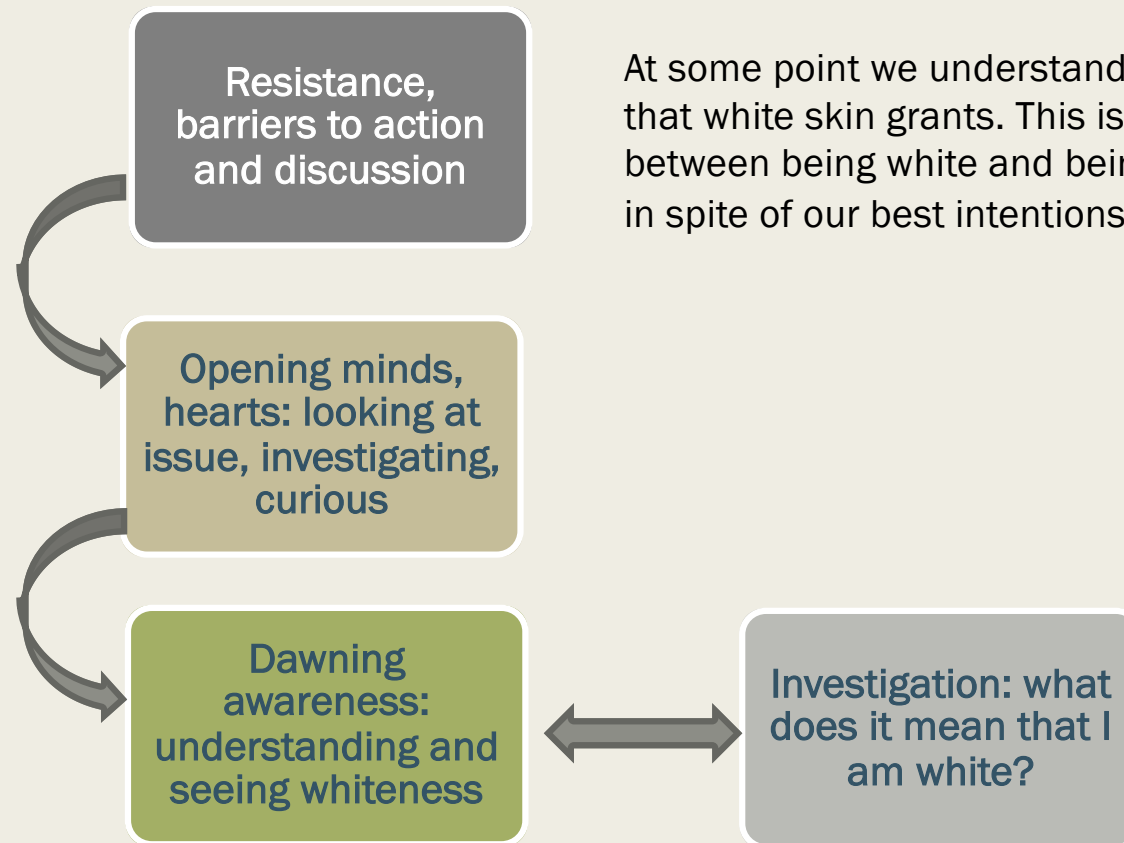 Resistance,
barriers to action
and discussion
At some point we understand
that white skin grants. This is
between being white and
in spite of our best intentions
Opening minds,
hearts: looking at
issue, investigating,
curious
Dawning
awareness:
understanding and
seeing whiteness
Investigation: what
does it mean that I
am white?